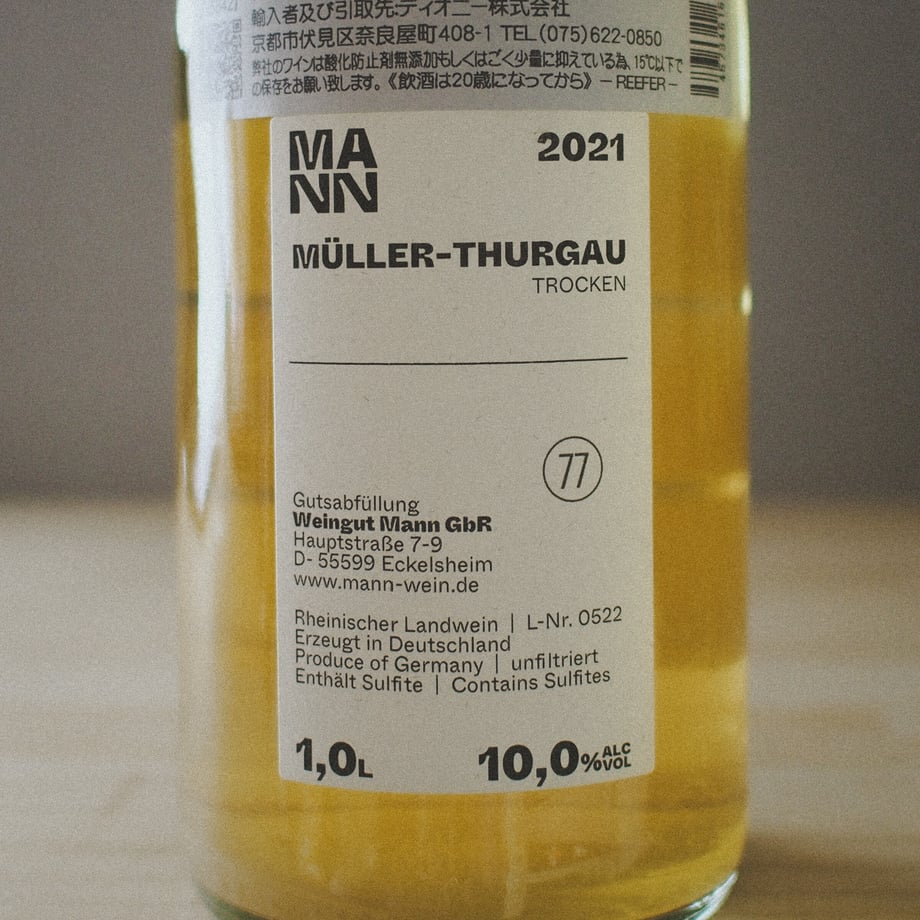 輸入者及び引取先:ディオニー株式会社
京都市伏見区奈良屋町408-1 TEL(075)622-0850
弊社のワインは酸化防止剤無添加もしくはごく少量に抑えている為、15℃以下で
の保存をお願い致します。《飲酒は20歳になってから》 — REEFER —
MA
NN
2021
MÜLLER-THURGAU
TROCKEN
77
Gutsabfüllung
Weingut Mann GbR
Hauptstraße 7-9
D- 55599 Eckelsheim
www.mann-wein.de
Rheinischer Landwein | L-Nr. 0522
Erzeugt in Deutschland
Produce of Germany | unfiltriert
Enthält Sulfite | Contains Sulfites
1,0L
10,0%ALC
VOL